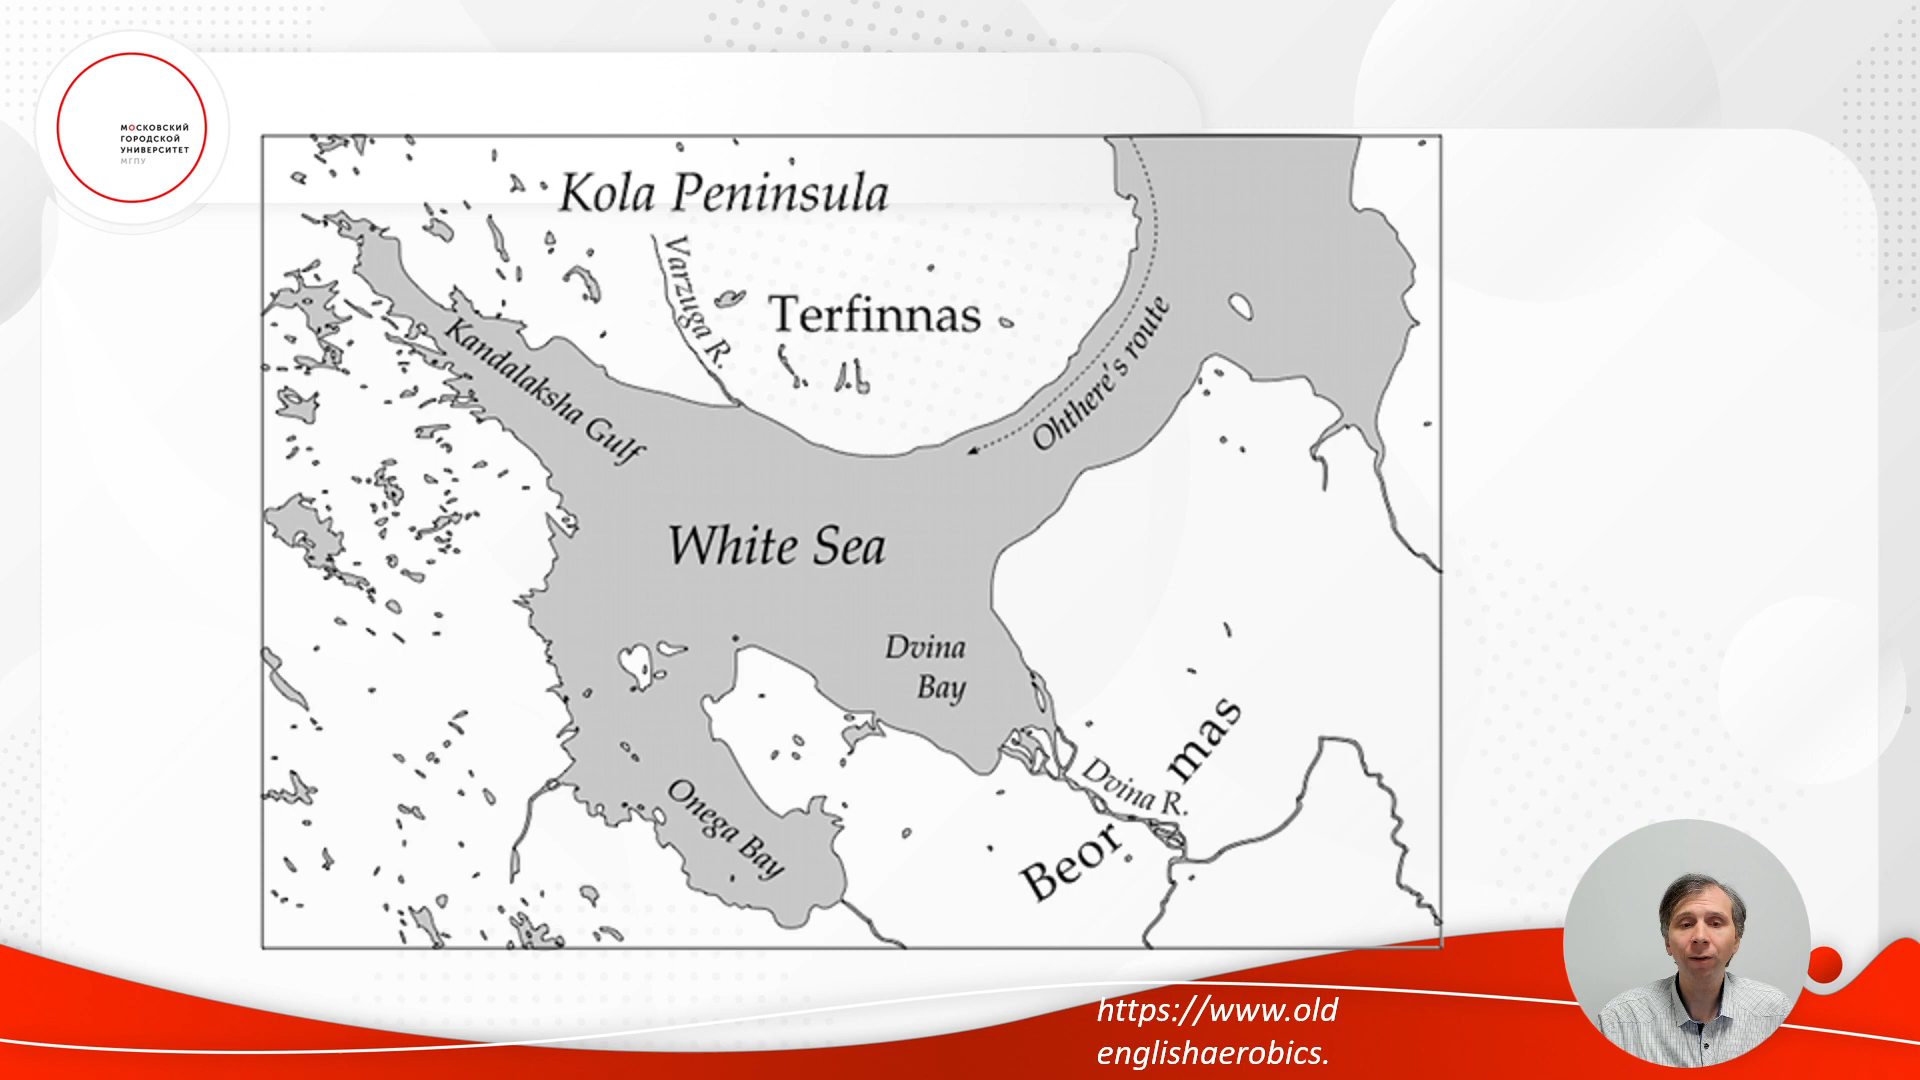 МОСКОВСКИЙ
ГОРОДСКОЙ
УНИВЕРСИТЕТ
МГПУ
Kola Peninsula
Varzuga R.
Terfinnas
Kandalaksha Gulf
Ohthere's route
White Sea
Dvina
Bay
Onega Bay
Dvina R.
Beor mas
https://www.old
englishaerobics.